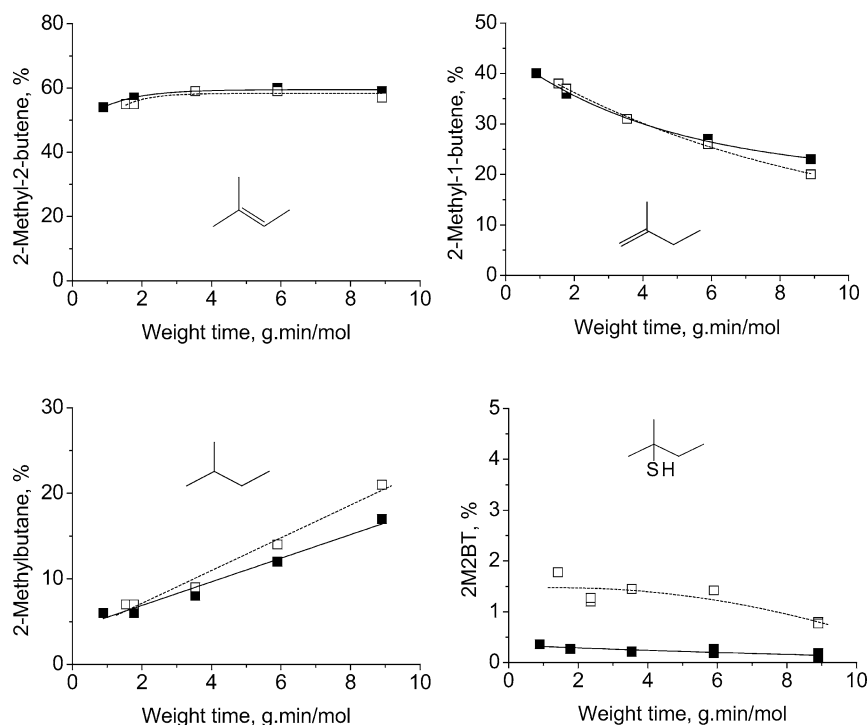 2-Methyl-2-butene, %
80
60
40
20
0
0 2 4 6 8 10
Weight time, g.min/mol
2-Methyl-1-butene, %
50
40
30
20
10
0
0 2 4 6 8 10
Weight time, g.min/mol
2-Methylbutane, %
30
20
10
0
0 2 4 6 8 10
Weight time, g.min/mol
2M2BT, %
5
4
3
2
1
0
SH
0 2 4 6 8 10
Weight time, g.min/mol